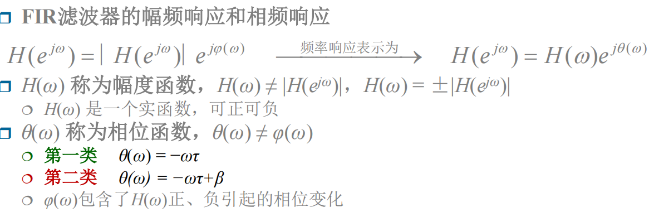 FIR滤波器的幅频响应和相频响应
H(e^{jω}) = | H(e^{jω})| e^{jφ(ω)} 频率响应表示为 H(e^{jω}) = H(ω)e^{jθ(ω)}
H(ω) 称为幅度函数，H(ω) ≠ |H(e^{jω})|，H(ω) = ±|H(e^{jω})|
H(ω) 是一个实函数，可正可负
θ(ω) 称为相位函数，θ(ω) ≠ φ(ω)
第一类 θ(ω) = −ωτ
第二类 θ(ω) = −ωτ+β
φ(ω)包含了H(ω)正、负引起的相位变化